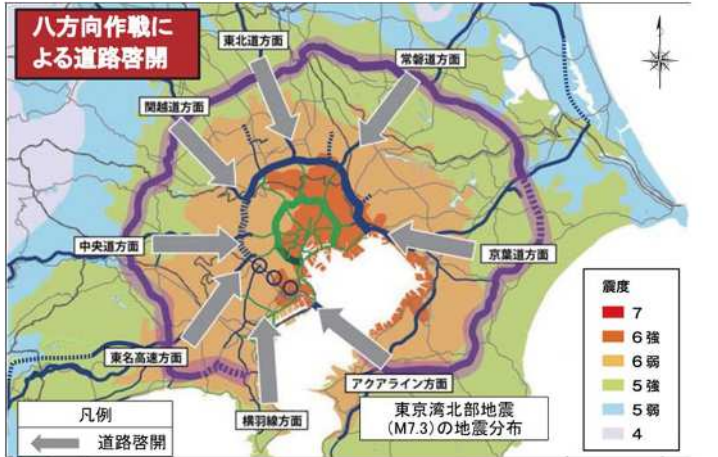 八方向作戦に
よる道路啓開
東北道方面
常磐道方面
関越道方面
中央道方面
京葉道方面
東名高速方面
アクアライン方面
横羽線方面
凡例
道路啓開
東京湾北部地震
（M7.3）の地震分布
震度
7
6強
6弱
5強
5弱
4